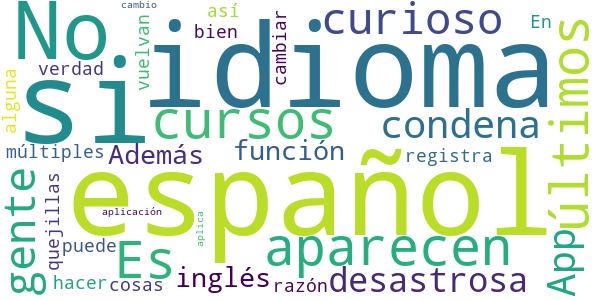 cambio
No
idioma
si
curioso
así
bien
cambiar
En
vuelvan
verdad
alguna
últimos
cursos
condena
múltiples
Además
función
registra
español
gente
quejillas
aplicación
aplica
Es
aparecen
App
puede
hacer
cosas
inglés
razón
desastrosa